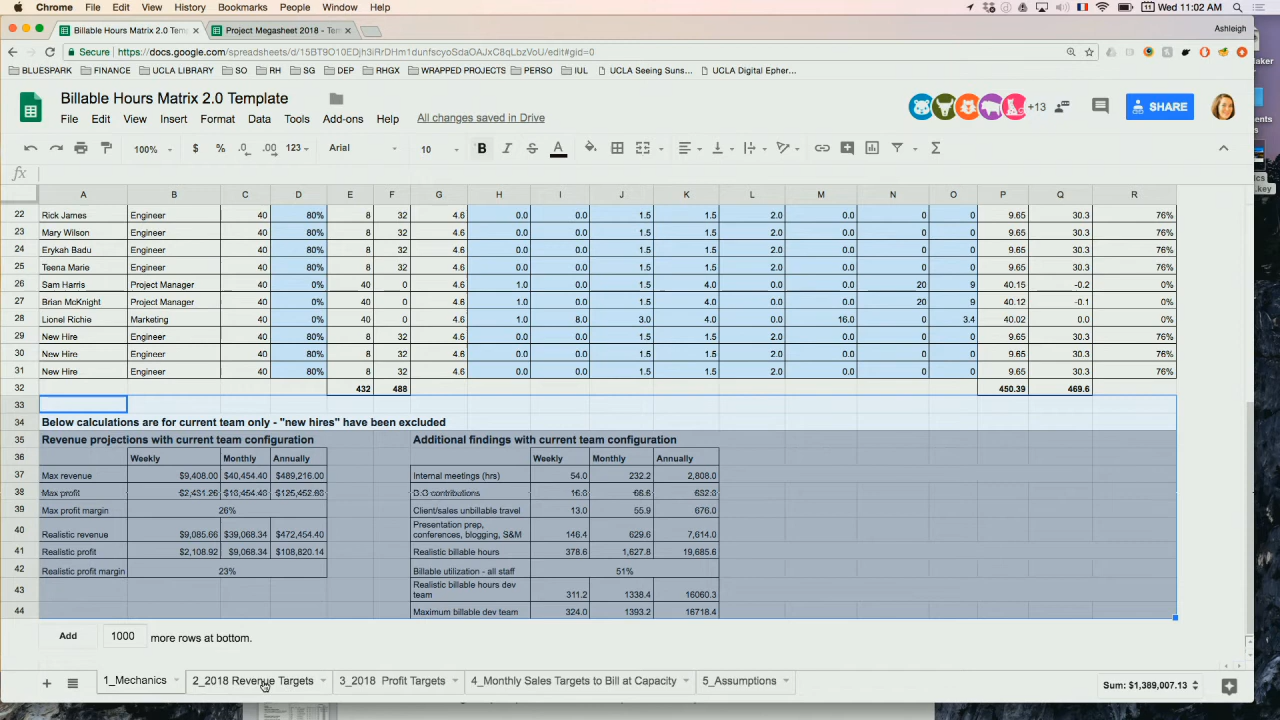 Chrome File Edit View History Bookmarks People Window Help 11 Wed 11:02 AM
Billable Hours Matrix 2.0 Template × Project Megasheet 2018 - Tem × Ashleigh
Secure https://docs.google.com/spreadsheets/d/15BT9O10EDjh3iRrDHm1dunfscyoSdaOAJxC8qLbzVoU/edit#gid=0
BLUESPARK FINANCE UCLA LIBRARY SO RH SG DEP RHGX WRAPPED PROJECTS PERSO IUL UCLA Seeing Suns... UCLA Digital Epher...
Billable Hours Matrix 2.0 Template +13 SHARE
File Edit View Insert Format Data Tools Add-ons Help All changes saved in Drive
100% $ % .0 .00 123 Arial 10 B I S A Σ
fx
A B C D E F G H I J K L M N O P Q R
22 Rick James Engineer 40 80% 8 32 4.6 0.0 0.0 1.5 1.5 2.0 0.0 0 0 9.65 30.3 76%
23 Mary Wilson Engineer 40 80% 8 32 4.6 0.0 0.0 1.5 1.5 2.0 0.0 0 0 9.65 30.3 76%
24 Erykah Badu Engineer 40 80% 8 32 4.6 0.0 0.0 1.5 1.5 2.0 0.0 0 0 9.65 30.3 76%
25 Teena Marie Engineer 40 80% 8 32 4.6 0.0 0.0 1.5 1.5 2.0 0.0 0 0 9.65 30.3 76%
26 Sam Harris Project Manager 40 0% 40 0 4.6 0.0 0.0 1.5 4.0 2.0 0.0 20 9 40.15 -0.2 0%
27 Brian McKnight Project Manager 40 0% 40 0 4.6 0.0 0.0 1.5 4.0 2.0 0.0 20 9 40.12 -0.1 0%
28 Lionel Richie Marketing 40 0% 40 0 4.6 1.0 8.0 3.0 4.0 2.0 16.0 0 3.4 40.02 0.0 0%
29 New Hire Engineer 40 80% 8 32 4.6 0.0 0.0 1.5 1.5 2.0 0.0 0 0 9.65 30.3 76%
30 New Hire Engineer 40 80% 8 32 4.6 0.0 0.0 1.5 1.5 2.0 0.0 0 0 9.65 30.3 76%
31 New Hire Engineer 40 80% 8 32 4.6 0.0 0.0 1.5 1.5 2.0 0.0 0 0 9.65 30.3 76%
32 432 488 450.39 469.6
33
34 Below calculations are for current team only - "new hires" have been excluded
35 Revenue projections with current team configuration Additional findings with current team configuration
36 Weekly Monthly Annually Weekly Monthly Annually
37 Max revenue $9,408.00 $40,454.40 $489,216.00 Internal meetings (hrs) 54.0 232.2 2,808.0
38 Max profit $2,431.26 $10,454.40 $125,452.80 D.O contributions 16.0 66.6 832.0
39 Max profit margin 26% Client/sales unbillable travel 13.0 55.9 676.0
40 Realistic revenue $9,085.66 $39,068.34 $472,454.40 Presentation prep, conferences, blogging, S&M 146.4 629.6 7,614.0
41 Realistic profit $2,108.92 $9,068.34 $108,820.14 Realistic billable hours 378.6 1,627.8 19,685.6
42 Realistic profit margin 23% Billable utilization - all staff 51%
43 Realistic billable hours dev team 311.2 1338.4 16060.3
44 Maximum billable dev team 324.0 1393.2 16718.4
Add 1000 more rows at bottom.
1_Mechanics 2_2018 Revenue Targets 3_2018 Profit Targets 4_Monthly Sales Targets to Bill at Capacity 5_Assumptions Sum: $1,389,007.13